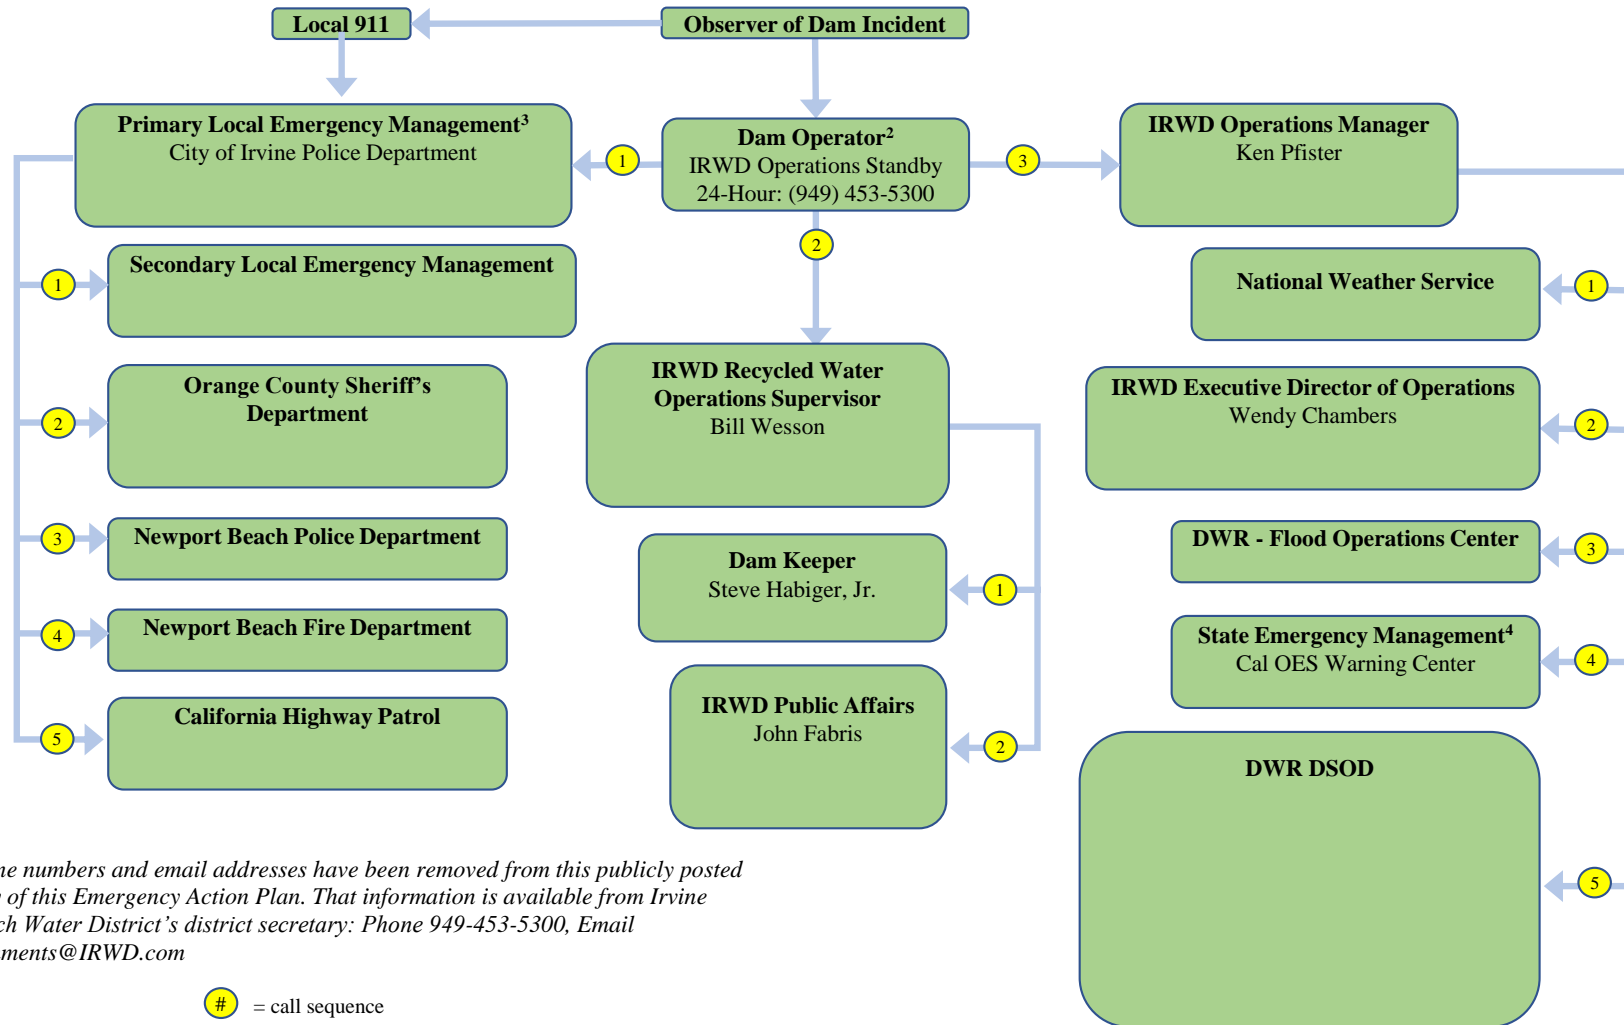 Local 911
Observer of Dam Incident
Primary Local Emergency Management³
City of Irvine Police Department
1
Dam Operator²
IRWD Operations Standby
24-Hour: (949) 453-5300
3
IRWD Operations Manager
Ken Pfister
2
1
Secondary Local Emergency Management
2
Orange County Sheriff’s
Department
3
Newport Beach Police Department
4
Newport Beach Fire Department
5
California Highway Patrol
IRWD Recycled Water
Operations Supervisor
Bill Wesson
Dam Keeper
Steve Habiger, Jr.
1
IRWD Public Affairs
John Fabris
2
National Weather Service
1
IRWD Executive Director of Operations
Wendy Chambers
2
DWR - Flood Operations Center
3
State Emergency Management⁴
Cal OES Warning Center
4
DWR DSOD
5
ne numbers and email addresses have been removed from this publicly posted
of this Emergency Action Plan. That information is available from Irvine
ch Water District’s district secretary: Phone 949-453-5300, Email
ments@IRWD.com
# = call sequence